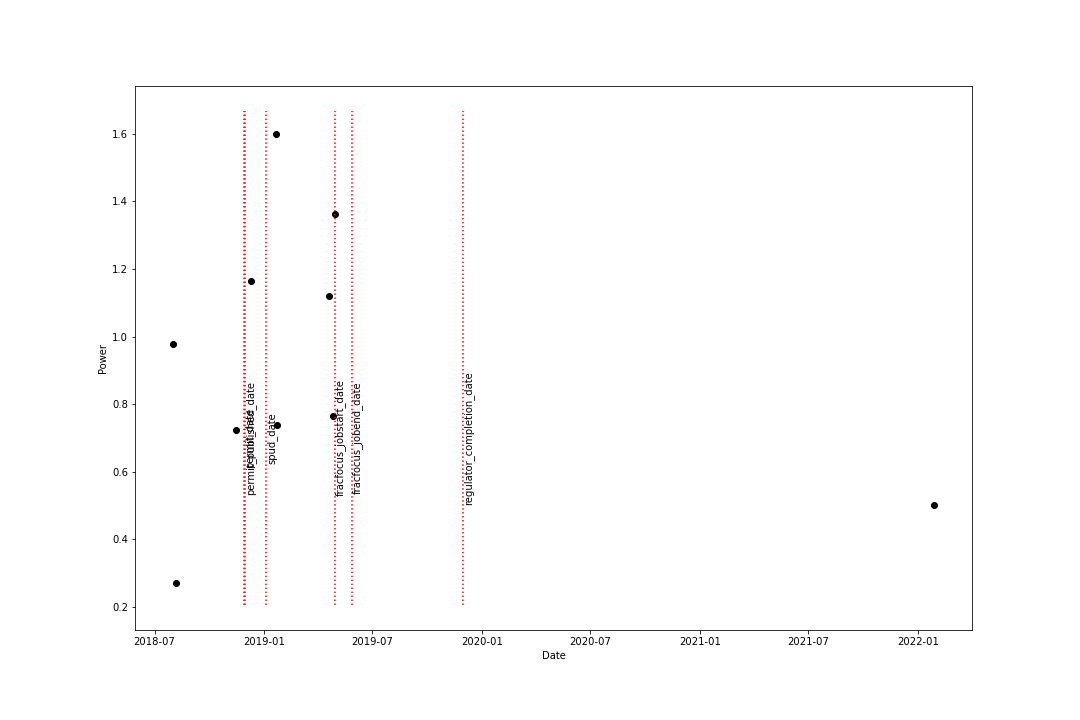 1.6
1.4
1.2
1.0
0.8
0.6
0.4
0.2
Power
permit_date
spud_date
fracfocus_jobstart_date
fracfocus_jobend_date
regulator_completion_date
2018-07
2019-01
2019-07
2020-01
2020-07
2021-01
2021-07
2022-01
Date